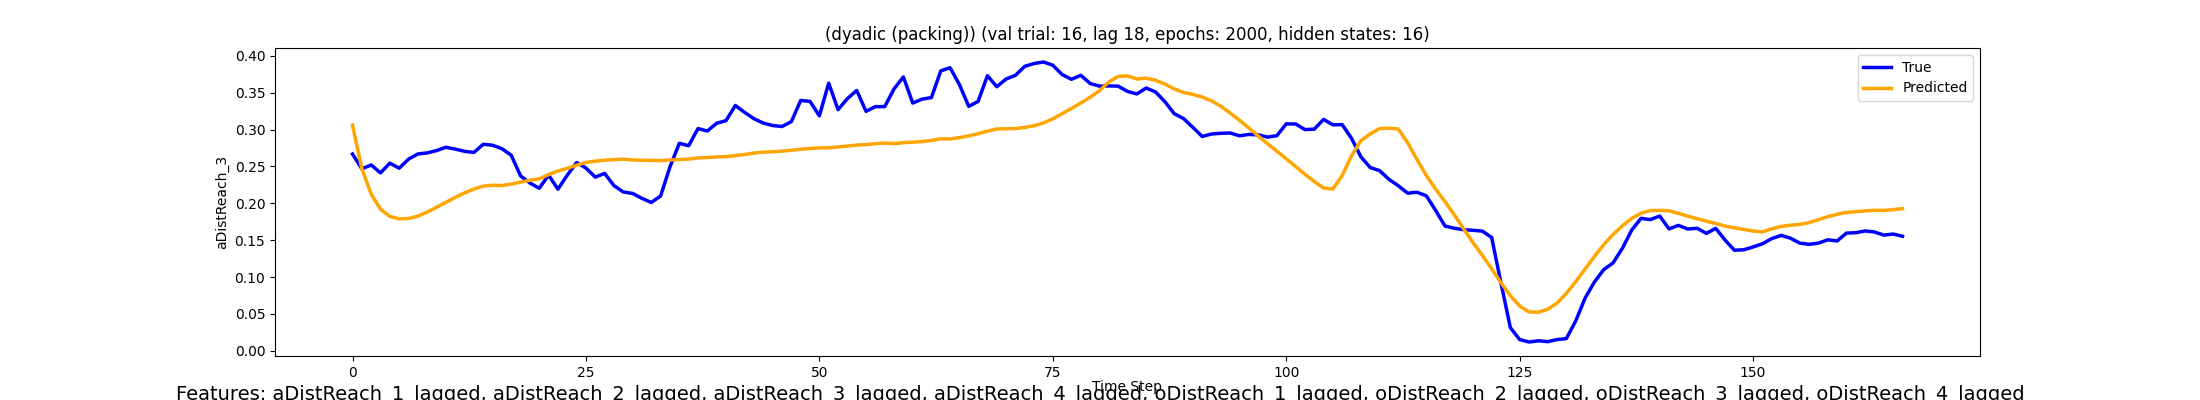 (dyadic (packing)) (val trial: 16, lag 18, epochs: 2000, hidden states: 16)
0.40
0.35
0.30
0.25
0.20
0.15
0.10
0.05
0.00
aDistReach_3
True
Predicted
0 25 50 75 100 125 150
Time Step
Features: aDistReach_1_lagged, aDistReach_2_lagged, aDistReach_3_lagged, aDistReach_4_lagged, oDistReach_1_lagged, oDistReach_2_lagged, oDistReach_3_lagged, oDistReach_4_lagged